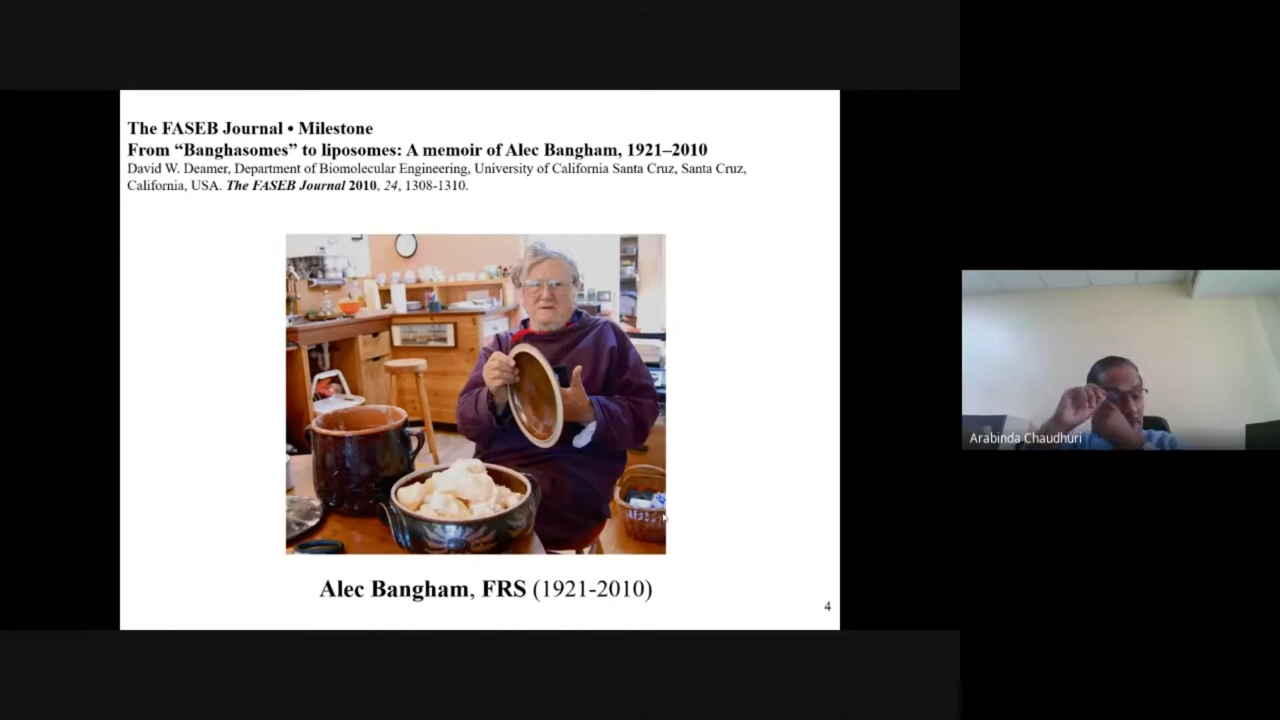 The FASEB Journal • Milestone
From “Banghasomes” to liposomes: A memoir of Alec Bangham, 1921–2010
David W. Deamer, Department of Biomolecular Engineering, University of California Santa Cruz, Santa Cruz,
California, USA. The FASEB Journal 2010, 24, 1308-1310.
Alec Bangham, FRS (1921-2010)
4
Arabinda Chaudhuri